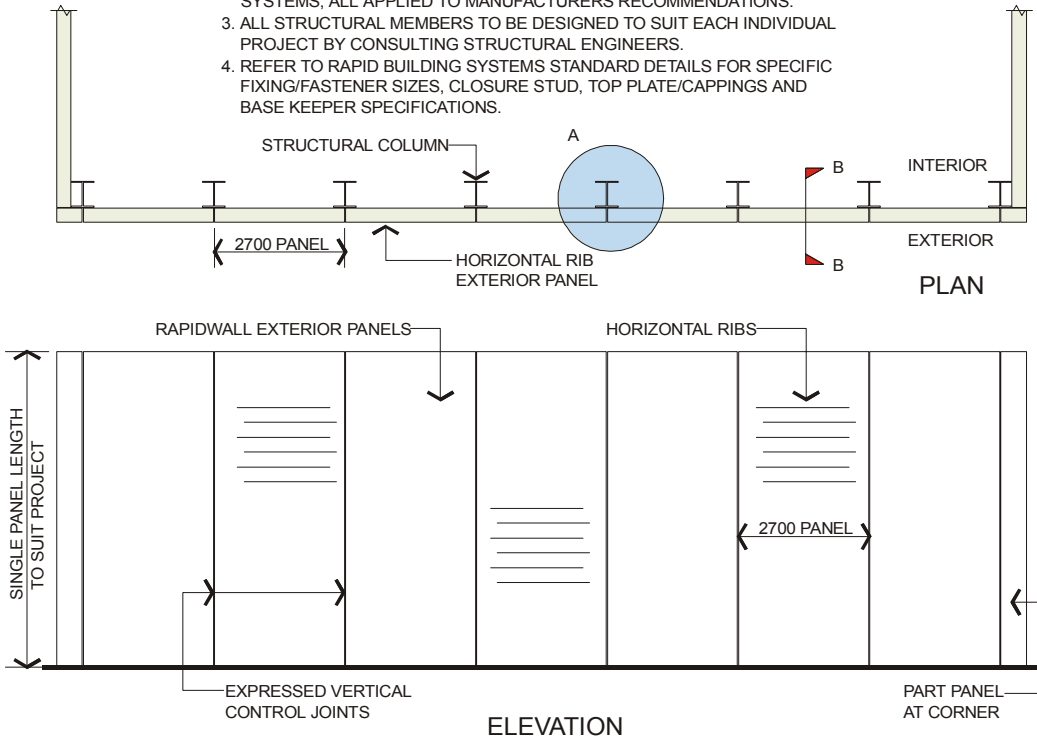 SYSTEMS, ALL APPLIED TO MANUFACTURERS RECOMMENDATIONS.
3. ALL STRUCTURAL MEMBERS TO BE DESIGNED TO SUIT EACH INDIVIDUAL
PROJECT BY CONSULTING STRUCTURAL ENGINEERS.
4. REFER TO RAPID BUILDING SYSTEMS STANDARD DETAILS FOR SPECIFIC
FIXING/FASTENER SIZES, CLOSURE STUD, TOP PLATE/CAPPINGS AND
BASE KEEPER SPECIFICATIONS.
STRUCTURAL COLUMN
A
B
INTERIOR
2700 PANEL
HORIZONTAL RIB
EXTERIOR PANEL
B
EXTERIOR
PLAN
RAPIDWALL EXTERIOR PANELS
HORIZONTAL RIBS
SINGLE PANEL LENGTH
TO SUIT PROJECT
2700 PANEL
EXPRESSED VERTICAL
CONTROL JOINTS
PART PANEL
AT CORNER
ELEVATION